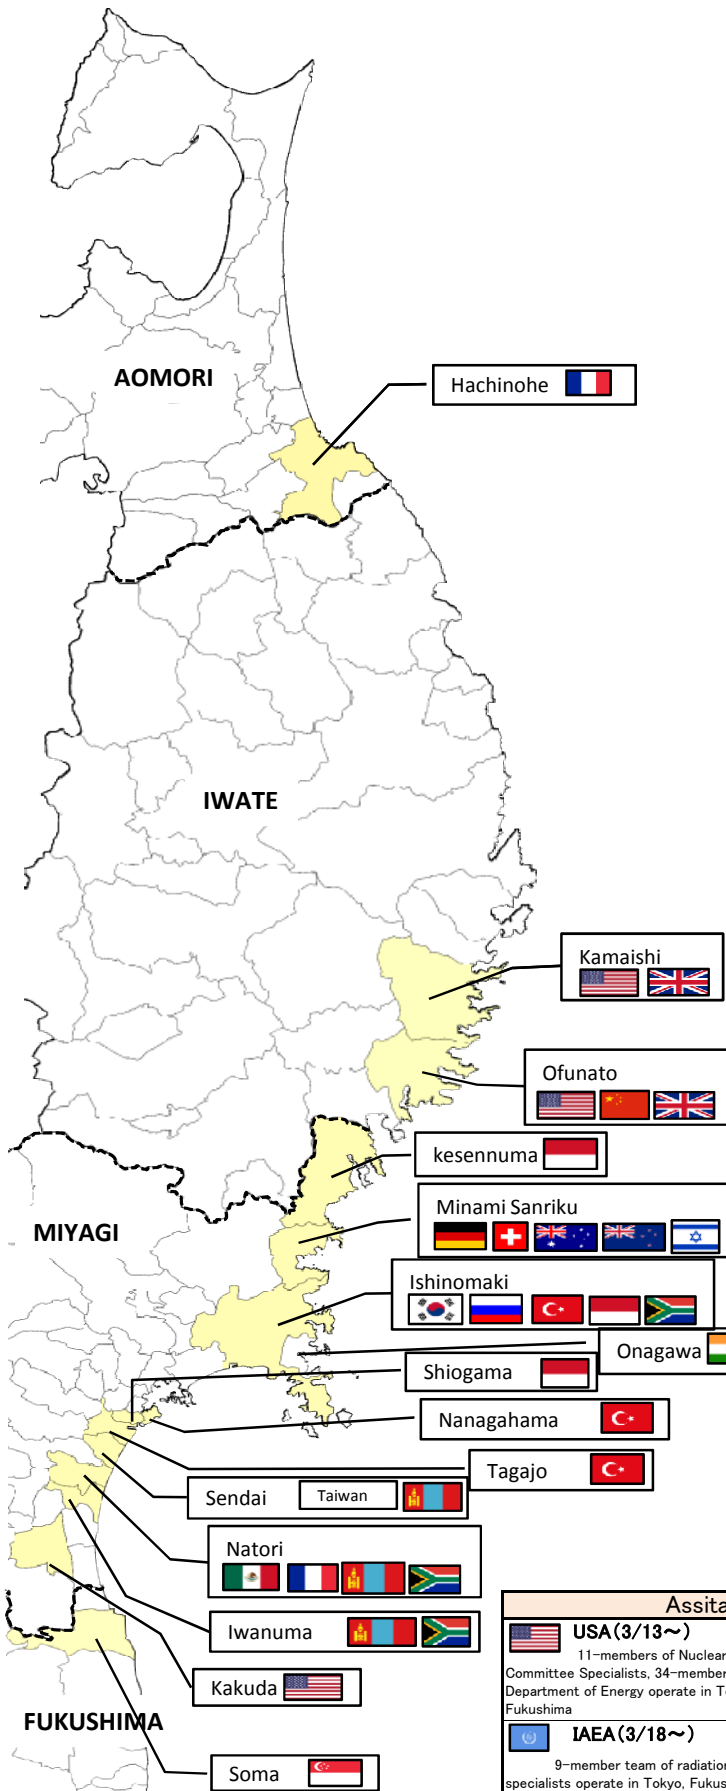 AOMORI
Hachinohe
IWATE
Kamaishi
Ofunato
kesennuma
MIYAGI
Minami Sanriku
Ishinomaki
Onagawa
Shiogama
Nanagahama
Tagajo
Sendai Taiwan
Natori
Iwanuma
Kakuda
FUKUSHIMA
Soma
Assita
USA(3/13~)
11-members of Nuclear
Committee Specialists, 34-member
Department of Energy operate in T
Fukushima
IAEA(3/18~)
9-member team of radiation
specialists operate in Tokyo, Fukus